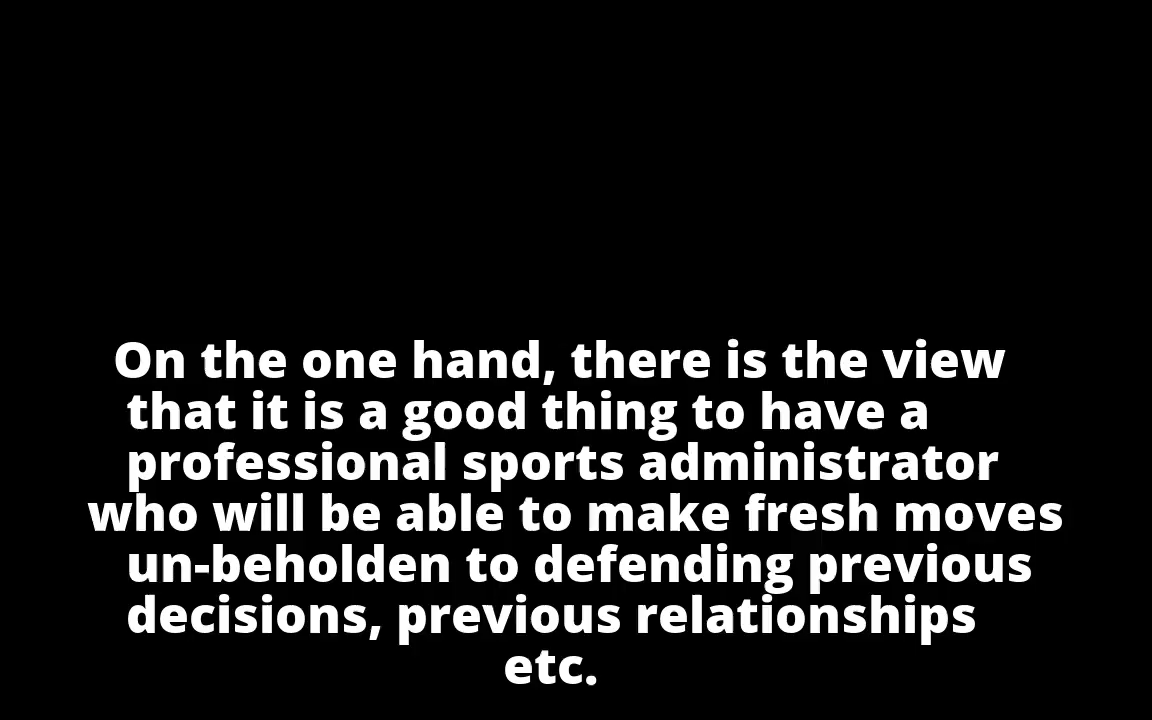 On the one hand, there is the view
that it is a good thing to have a
professional sports administrator
who will be able to make fresh moves
un-beholden to defending previous
decisions, previous relationships
etc.